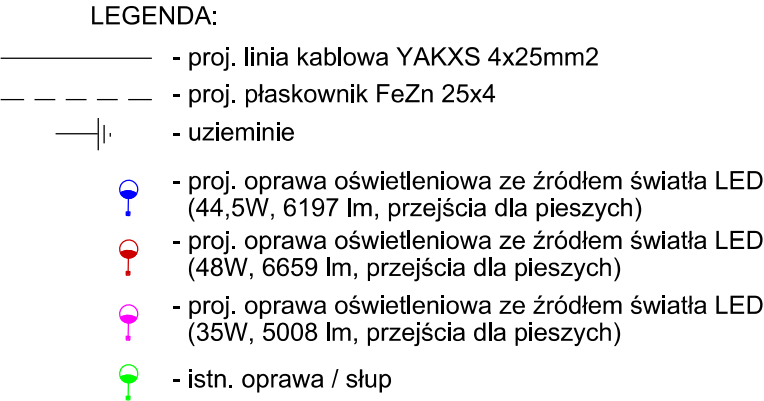 LEGENDA:
- proj. linia kablowa YAKXS 4x25mm2
- proj. płaskownik FeZn 25x4
- uzieminie
- proj. oprawa oświetleniowa ze źródłem światła LED
(44,5W, 6197 lm, przejścia dla pieszych)
- proj. oprawa oświetleniowa ze źródłem światła LED
(48W, 6659 lm, przejścia dla pieszych)
- proj. oprawa oświetleniowa ze źródłem światła LED
(35W, 5008 lm, przejścia dla pieszych)
- istn. oprawa / słup